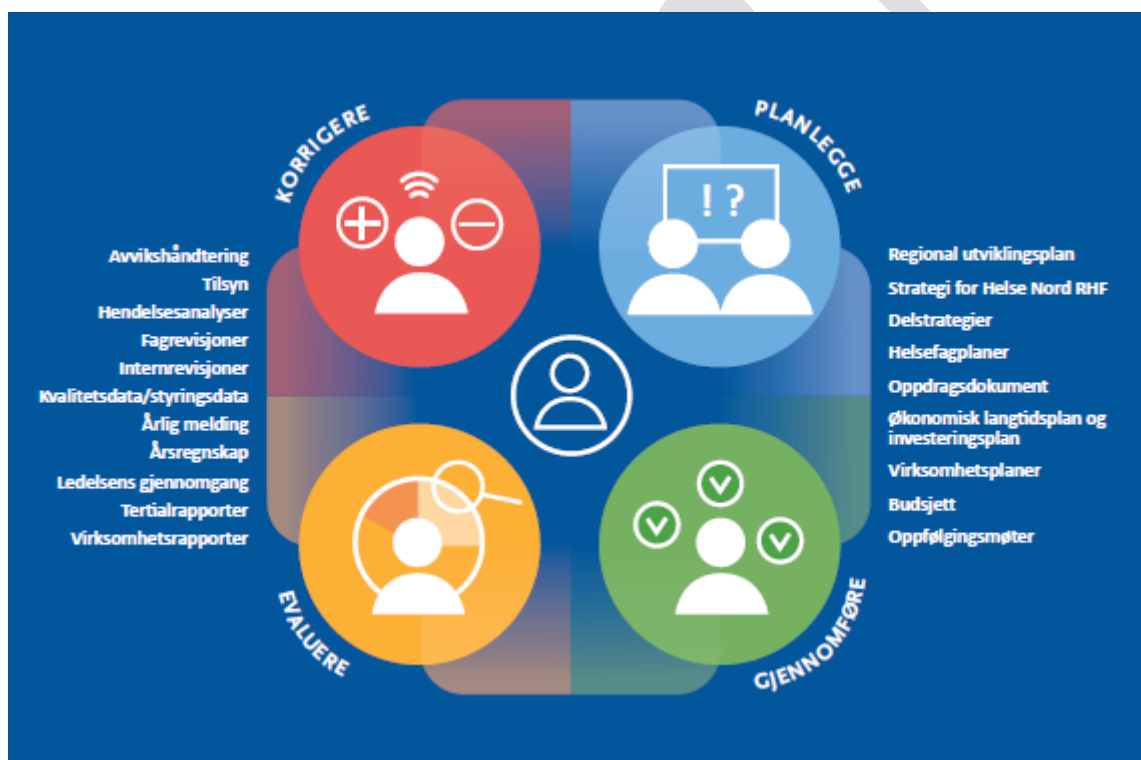 KORRIGERE
PLANLEGGE
! ?
Avvikshåndtering
Tilsyn
Hendelsesanalyser
Fagrevisjoner
Internrevisjoner
Kvalitetsdata/styringsdata
Årlig melding
Årsregnskap
Ledelsens gjennomgang
Tertialrapporter
Virksomhetsrapporter
Regional utviklingsplan
Strategi for Helse Nord RHF
Delstrategier
Helsefagplaner
Oppdragsdokument
Økonomisk langtidsplan og
investeringsplan
Virksomhetsplaner
Budsjett
Oppfølgingsmøter
EVALUERE
GJENNOMFØRE